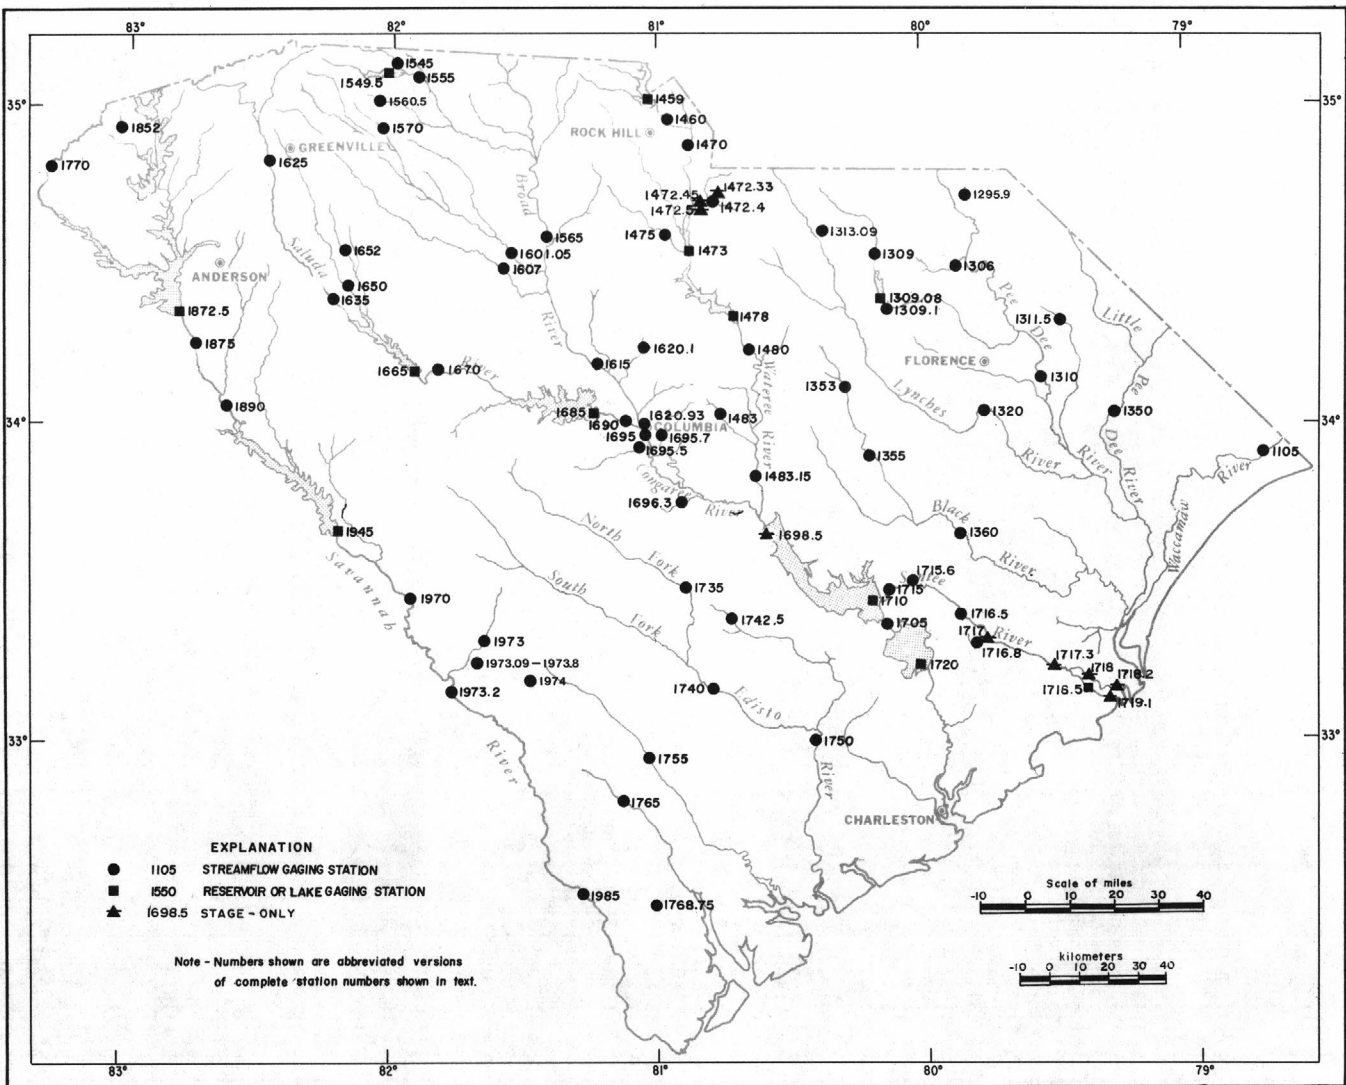 83°
82°
81°
80°
79°
35°
35°
1545
1549.5
1555
1560.5
1570
1459
1460
ROCK HILL
1470
1852
1770
1625
GREENVILLE
Broad
1472.45
1472.33
1472.5
1472.4
1295.9
1475
1473
1313.09
1309
1306
1565
1601.05
1607
1652
Saluda
ANDERSON
1650
1635
1309.08
1309.1
Pee
Dee
1311.5
Little
1872.5
1875
1478
1480
River
1620.1
1615
FLORENCE
1310
Pee
1665
1670
River
Wateree River
1353
Lynches
1320
1350
1890
34°
34°
1685
1690
1620.93
COLUMBIA
1483
1695
1695.7
1695.5
1355
River
River
Dee River
1105
River
Congaree
River
1483.15
1696.3
Black
Waccamaw
1945
North
Fork
1698.5
1360
River
Savannah
South
Fork
1735
1742.5
1715.6
Santee
1715
1710
1705
1716.5
1717
River
1716.8
1970
1973
1973.09-1973.8
1974
1973.2
1720
1717.3
1718
1718.2
1718.5
1719.1
1740
Edisto
33°
33°
1750
River
River
1755
1765
CHARLESTON
EXPLANATION
1105 STREAMFLOW GAGING STATION
1550 RESERVOIR OR LAKE GAGING STATION
1698.5 STAGE-ONLY
1985
1768.75
Scale of miles
-10 0 10 20 30 40
kilometers
-10 0 10 20 30 40
Note - Numbers shown are abbreviated versions
of complete station numbers shown in text.
83°
82°
81°
80°
79°